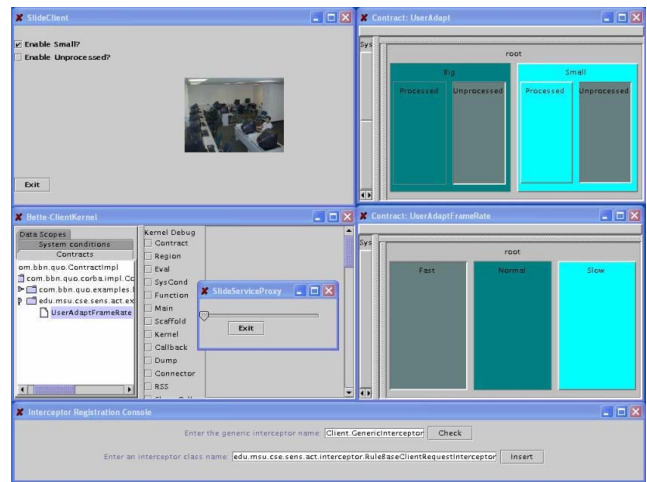 SlideClient
Enable Small?
Enable Unprocessed?
Exit
Contract: UserAdapt
Sys
root
Big
Small
Processed
Unprocessed
Processed
Unprocessed
Bette-ClientKernel
Data Scopes
System conditions
Contracts
om.bbn.quo.ContractImpl
com.bbn.quo.corba.impl.Co
com.bbn.quo.examples.
edu.msu.cse.sens.act.ex
UserAdaptFrameRate
Kernel Debug
Contract
Region
Eval
SysCond
Function
Main
Scaffold
Kernel
Callback
Dump
Connector
RSS
SlideServiceProxy
Exit
Contract: UserAdaptFrameRate
Sys
root
Fast
Normal
Slow
Interceptor Registration Console
Enter the generic interceptor name: Client.GenericInterceptor Check
Enter an interceptor class name: edu.msu.cse.sens.act.interceptor.RuleBaseClientRequestInterceptor Insert